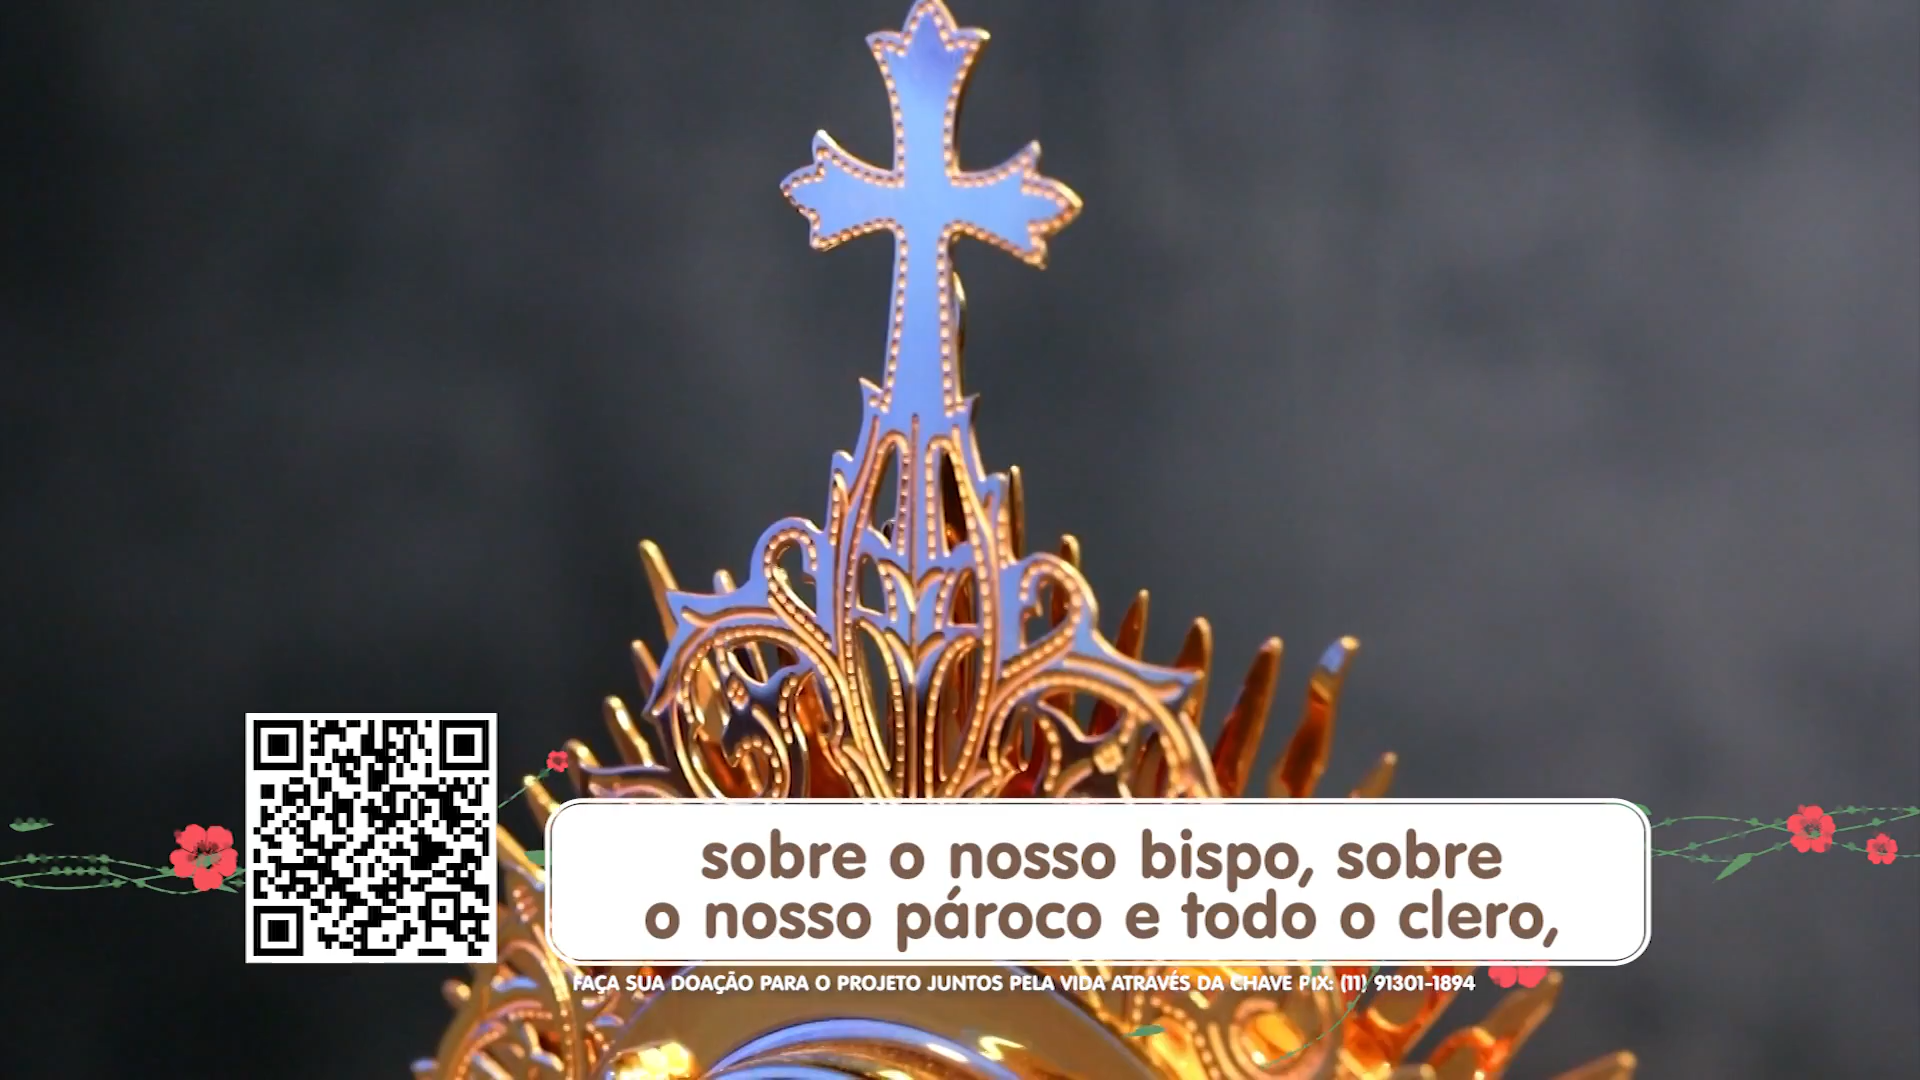 sobre o nosso bispo, sobre
o nosso pároco e todo o clero,
FAÇA SUA DOAÇÃO PARA O PROJETO JUNTOS PELA VIDA ATRAVÉS DA CHAVE PIX: (11) 91301-1894